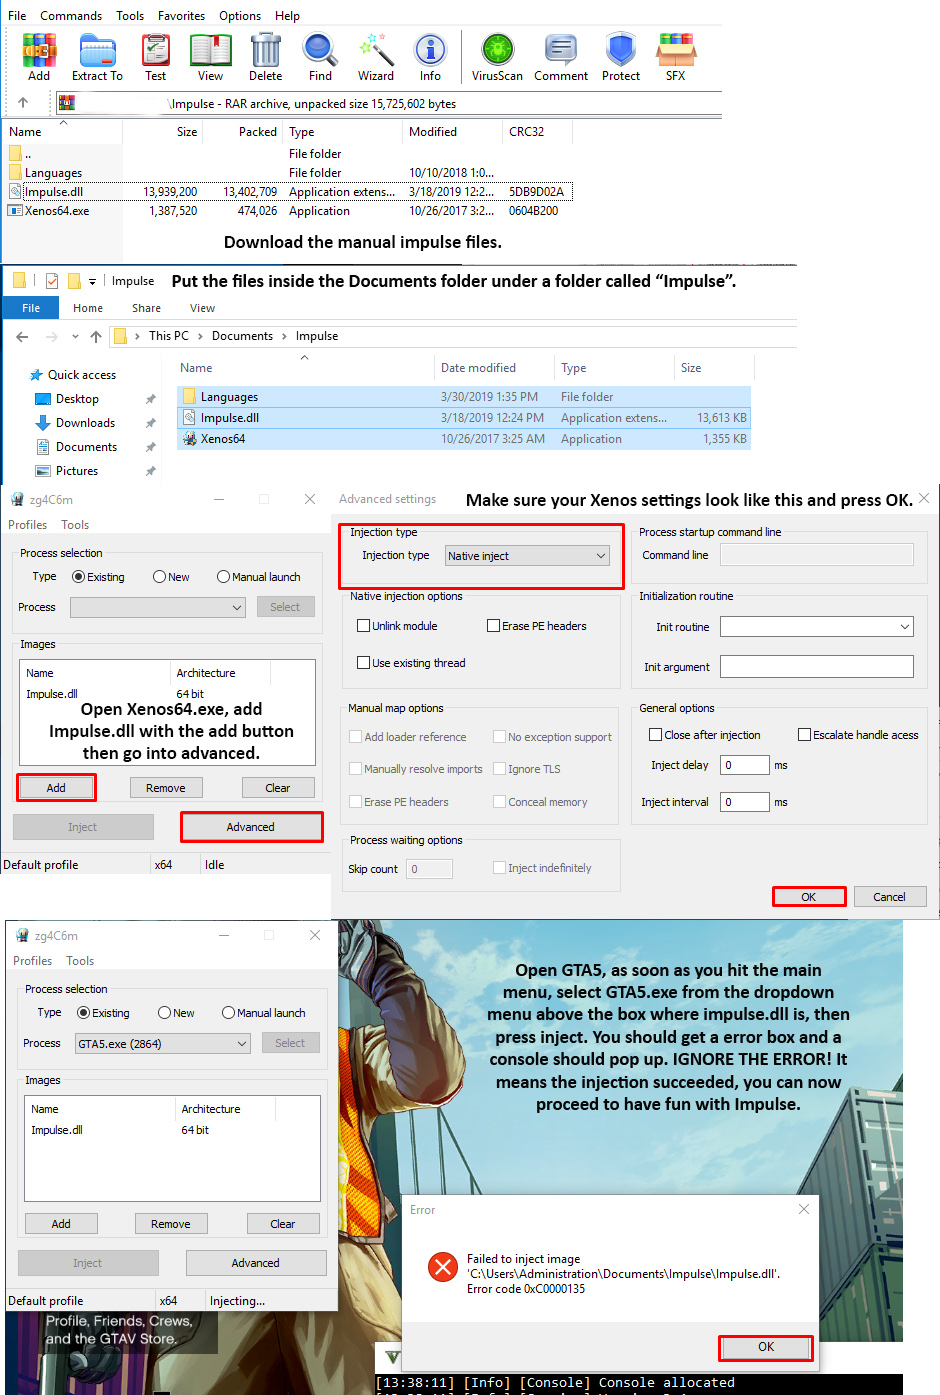 File Commands Tools Favorites Options Help
Add Extract To Test View Delete Find Wizard Info VirusScan Comment Protect SFX
\Impulse - RAR archive, unpacked size 15,725,602 bytes
Name Size Packed Type Modified CRC32
.. File folder
Languages File folder 10/10/2018 1:0...
Impulse.dll 13,939,200 13,402,709 Application extens... 3/18/2019 12:2... 5DB9D02A
Xenos64.exe 1,387,520 474,026 Application 10/26/2017 3:2... 0604B200
Download the manual impulse files.
Impulse Put the files inside the Documents folder under a folder called “Impulse”.
File Home Share View
This PC Documents Impulse
Name Date modified Type Size
Quick access
Desktop
Downloads
Documents
Pictures
Languages 3/30/2019 1:35 PM File folder
Impulse.dll 3/18/2019 12:24 PM Application extens... 13,613 KB
Xenos64 10/26/2017 3:25 AM Application 1,355 KB
zg4C6m
Profiles Tools
Process selection
Type Existing New Manual launch
Process Select
Images
Name Architecture
Impulse.dll 64 bit
Open Xenos64.exe, add
Impulse.dll with the add button
then go into advanced.
Add Remove Clear
Inject Advanced
Default profile x64 Idle
Advanced settings Make sure your Xenos settings look like this and press OK.
Injection type
Injection type Native inject
Native injection options
Unlink module Erase PE headers
Use existing thread
Manual map options
Add loader reference No exception support
Manually resolve imports Ignore TLS
Erase PE headers Conceal memory
Process waiting options
Skip count 0 Inject indefinitely
Process startup command line
Command line
Initialization routine
Init routine
Init argument
General options
Close after injection Escalate handle acess
Inject delay 0 ms
Inject interval 0 ms
OK Cancel
zg4C6m
Profiles Tools
Process selection
Type Existing New Manual launch
Process GTA5.exe (2864) Select
Images
Name Architecture
Impulse.dll 64 bit
Add Remove Clear
Inject Advanced
Default profile x64 Injecting...
Open GTA5, as soon as you hit the main
menu, select GTA5.exe from the dropdown
menu above the box where impulse.dll is, then
press inject. You should get a error box and a
console should pop up. IGNORE THE ERROR! It
means the injection succeeded, you can now
proceed to have fun with Impulse.
Error
Failed to inject image
'C:\Users\Administration\Documents\Impulse\Impulse.dll'.
Error code 0xC0000135
OK
Profile, Friends, Crews,
and the GTAV Store.
[13:38:11] [Info] [Console] Console allocated